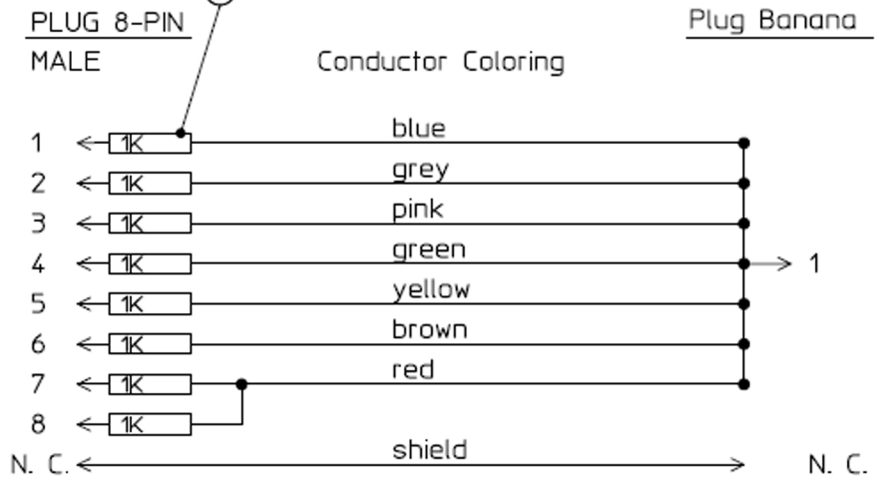 PLUG 8-PIN Plug Banana
MALE Conductor Coloring
blue
1 1K
grey
2 1K
pink
3 1K
green
4 1K 1
yellow
5 1K
brown
6 1K
red
7 1K
8 1K
shield
N. C. N. C.